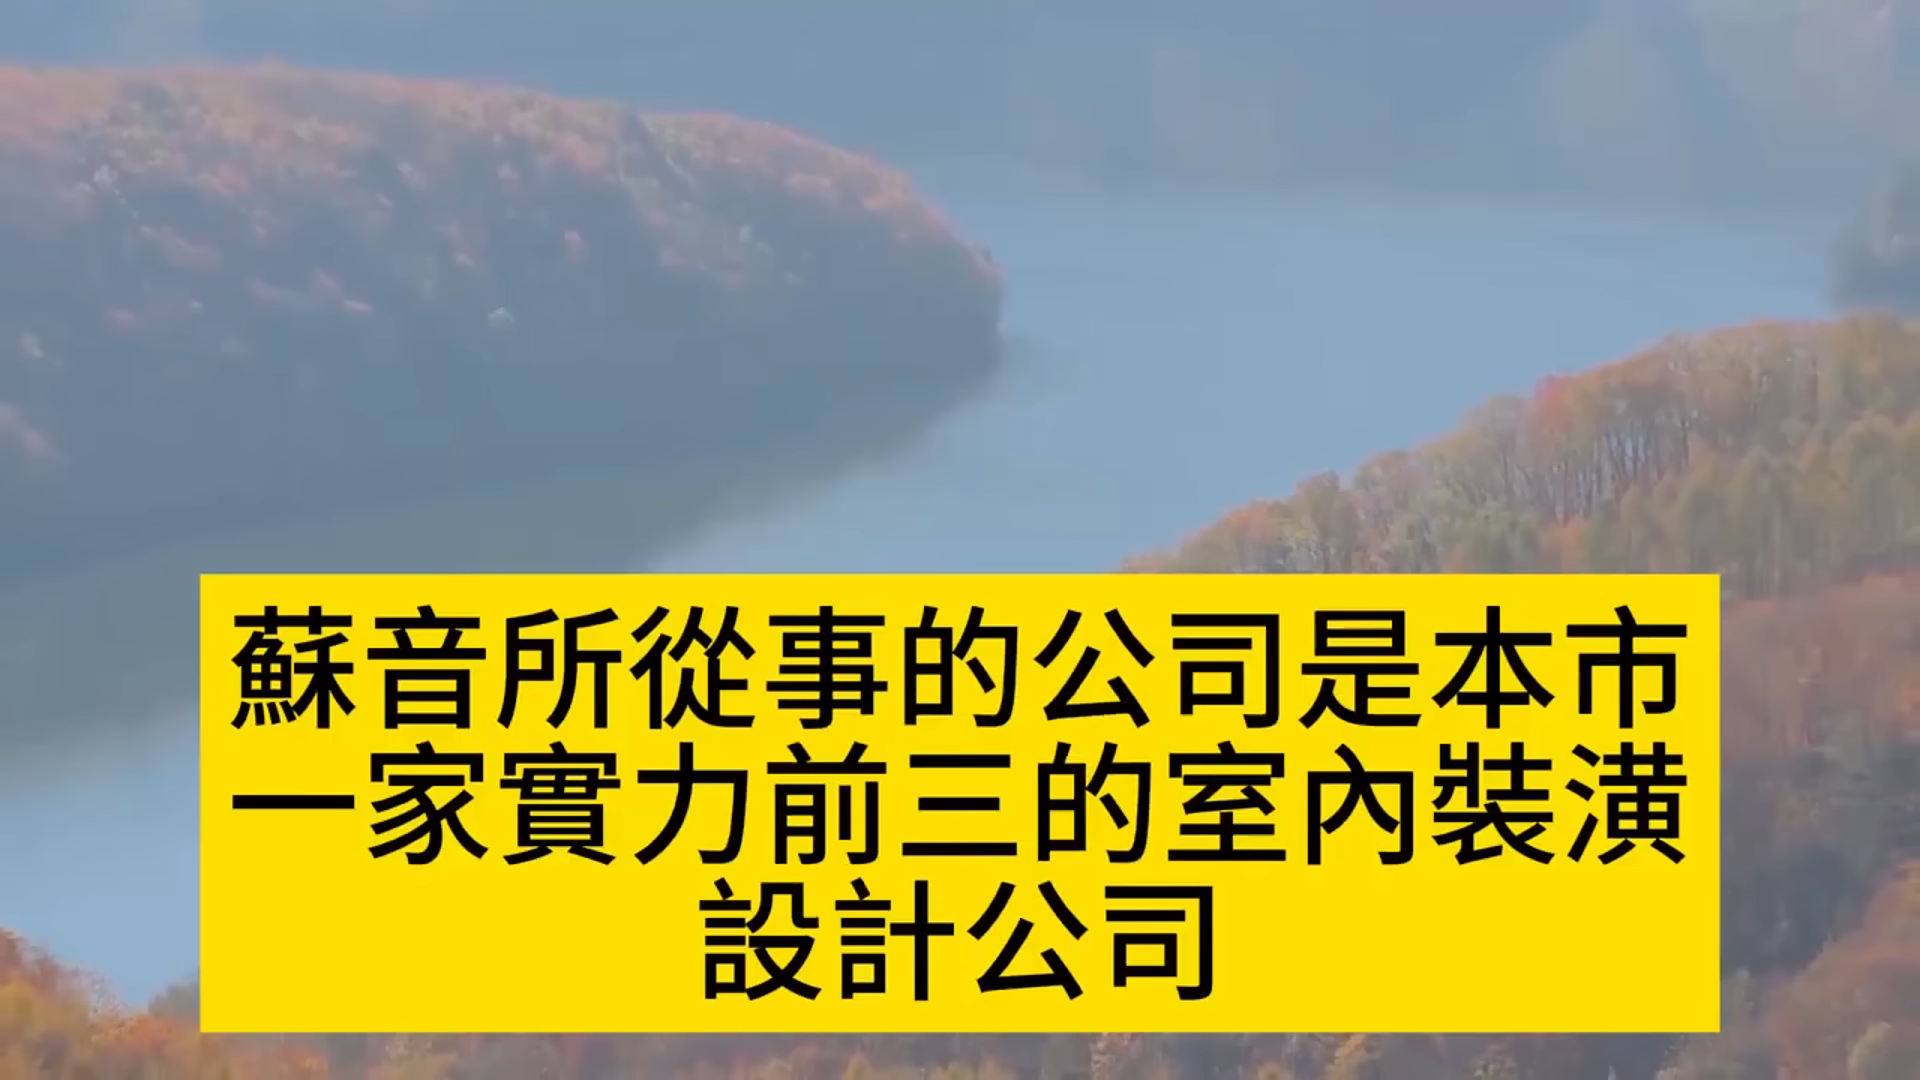 蘇音所從事的公司是本市
一家實力前三的室內裝潢
設計公司